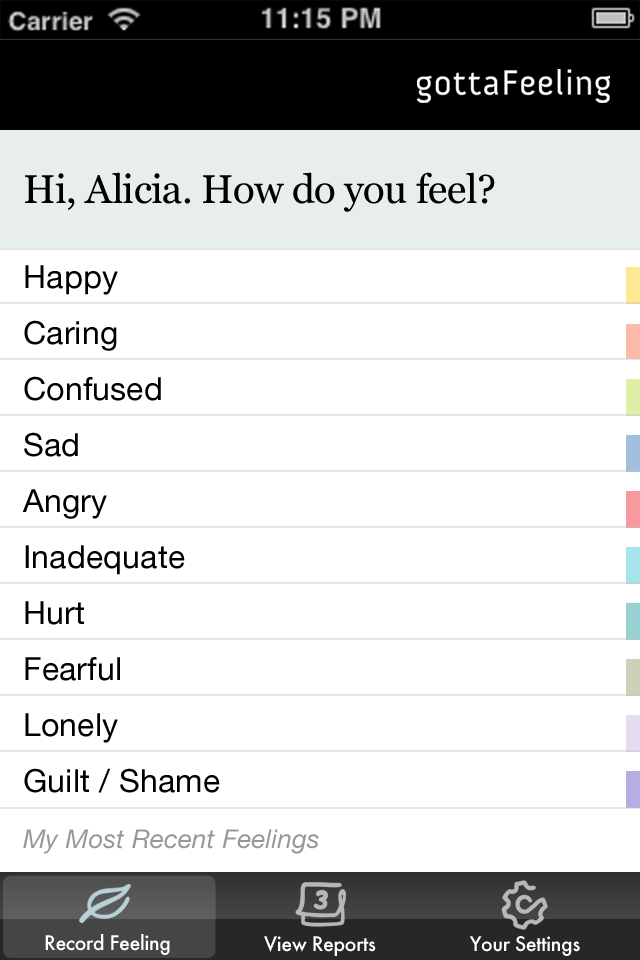 Carrier 11:15 PM
gottaFeeling
Hi, Alicia. How do you feel?
Happy
Caring
Confused
Sad
Angry
Inadequate
Hurt
Fearful
Lonely
Guilt / Shame
My Most Recent Feelings
3
Record Feeling View Reports Your Settings